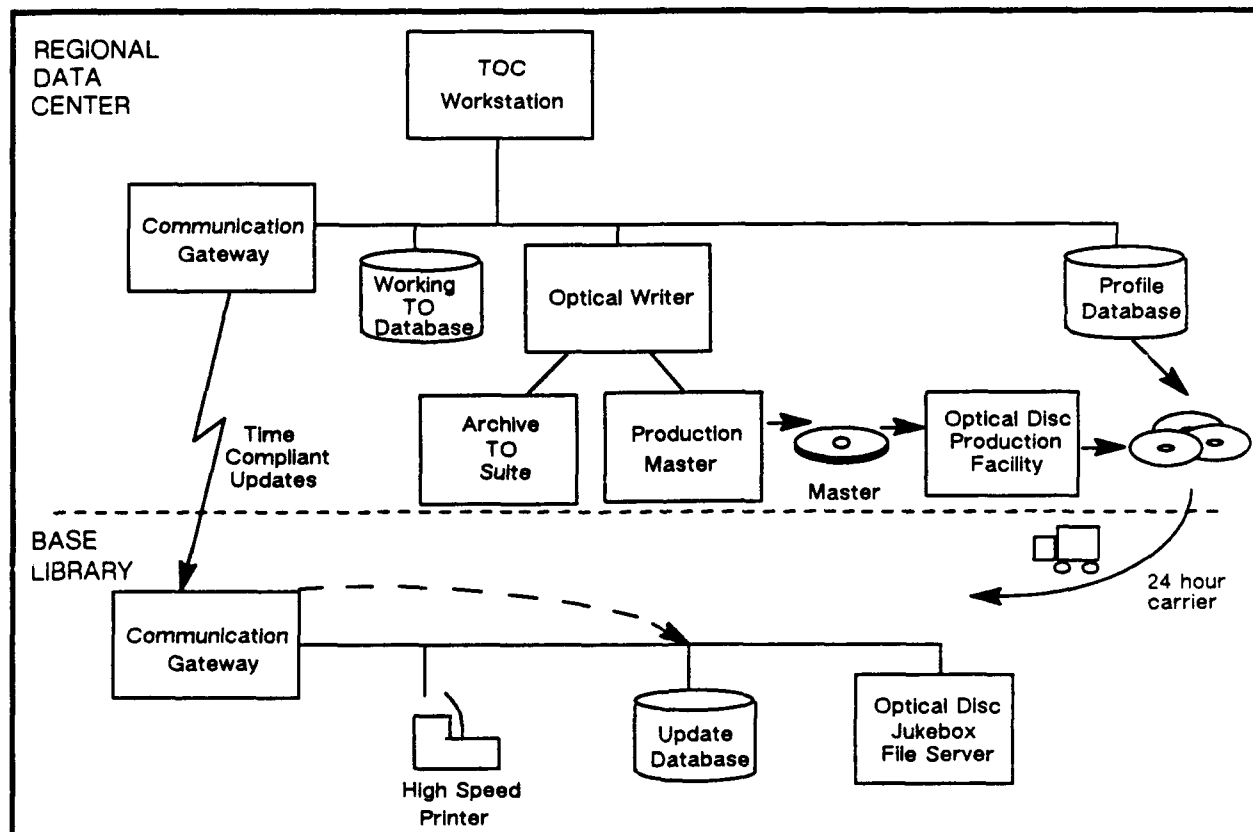 REGIONAL
DATA
CENTER
TOC
Workstation
Communication
Gateway
Working
TO
Database
Optical Writer
Profile
Database
Time
Compliant
Updates
Archive
TO
Suite
Production
Master
Master
Optical Disc
Production
Facility
BASE
LIBRARY
24 hour
carrier
Communication
Gateway
High Speed
Printer
Update
Database
Optical Disc
Jukebox
File Server